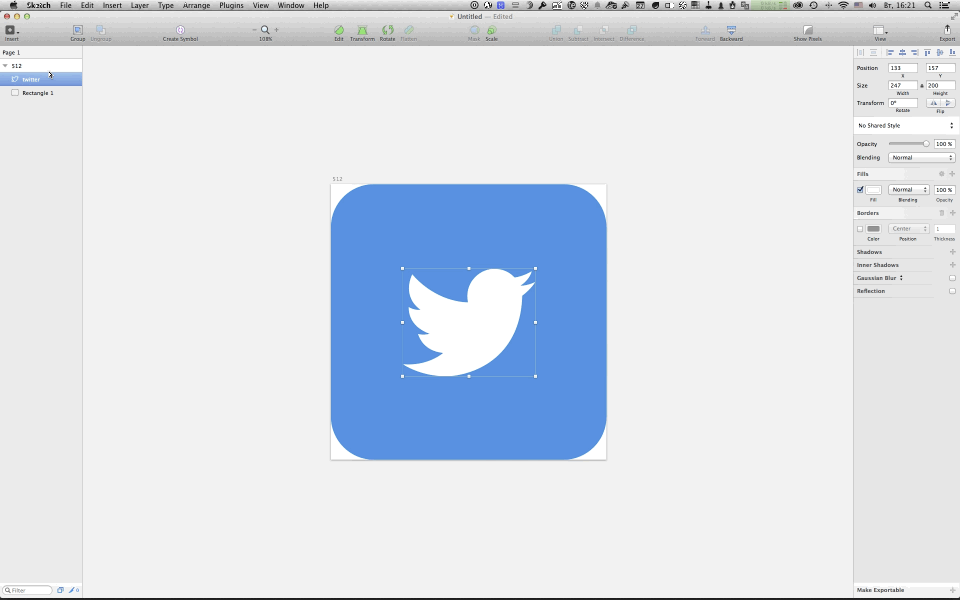 Sketch File Edit Insert Layer Type Arrange Plugins View Window Help Вт, 16:21
Untitled — Edited
Insert Group Ungroup Create Symbol 108% Edit Transform Rotate Flatten Mask Scale Union Subtract Intersect Difference Forward Backward Show Pixels View Export
Page 1
512
twitter
Rectangle 1
512
Position 133 157
X Y
Size 247 200
Width Height
Transform 0°
Rotate Flip
No Shared Style
Opacity 100 %
Blending Normal
Fills
Normal 100 %
Fill Blending Opacity
Borders
Center 1
Color Position Thickness
Shadows
Inner Shadows
Gaussian Blur
Reflection
Filter
Make Exportable